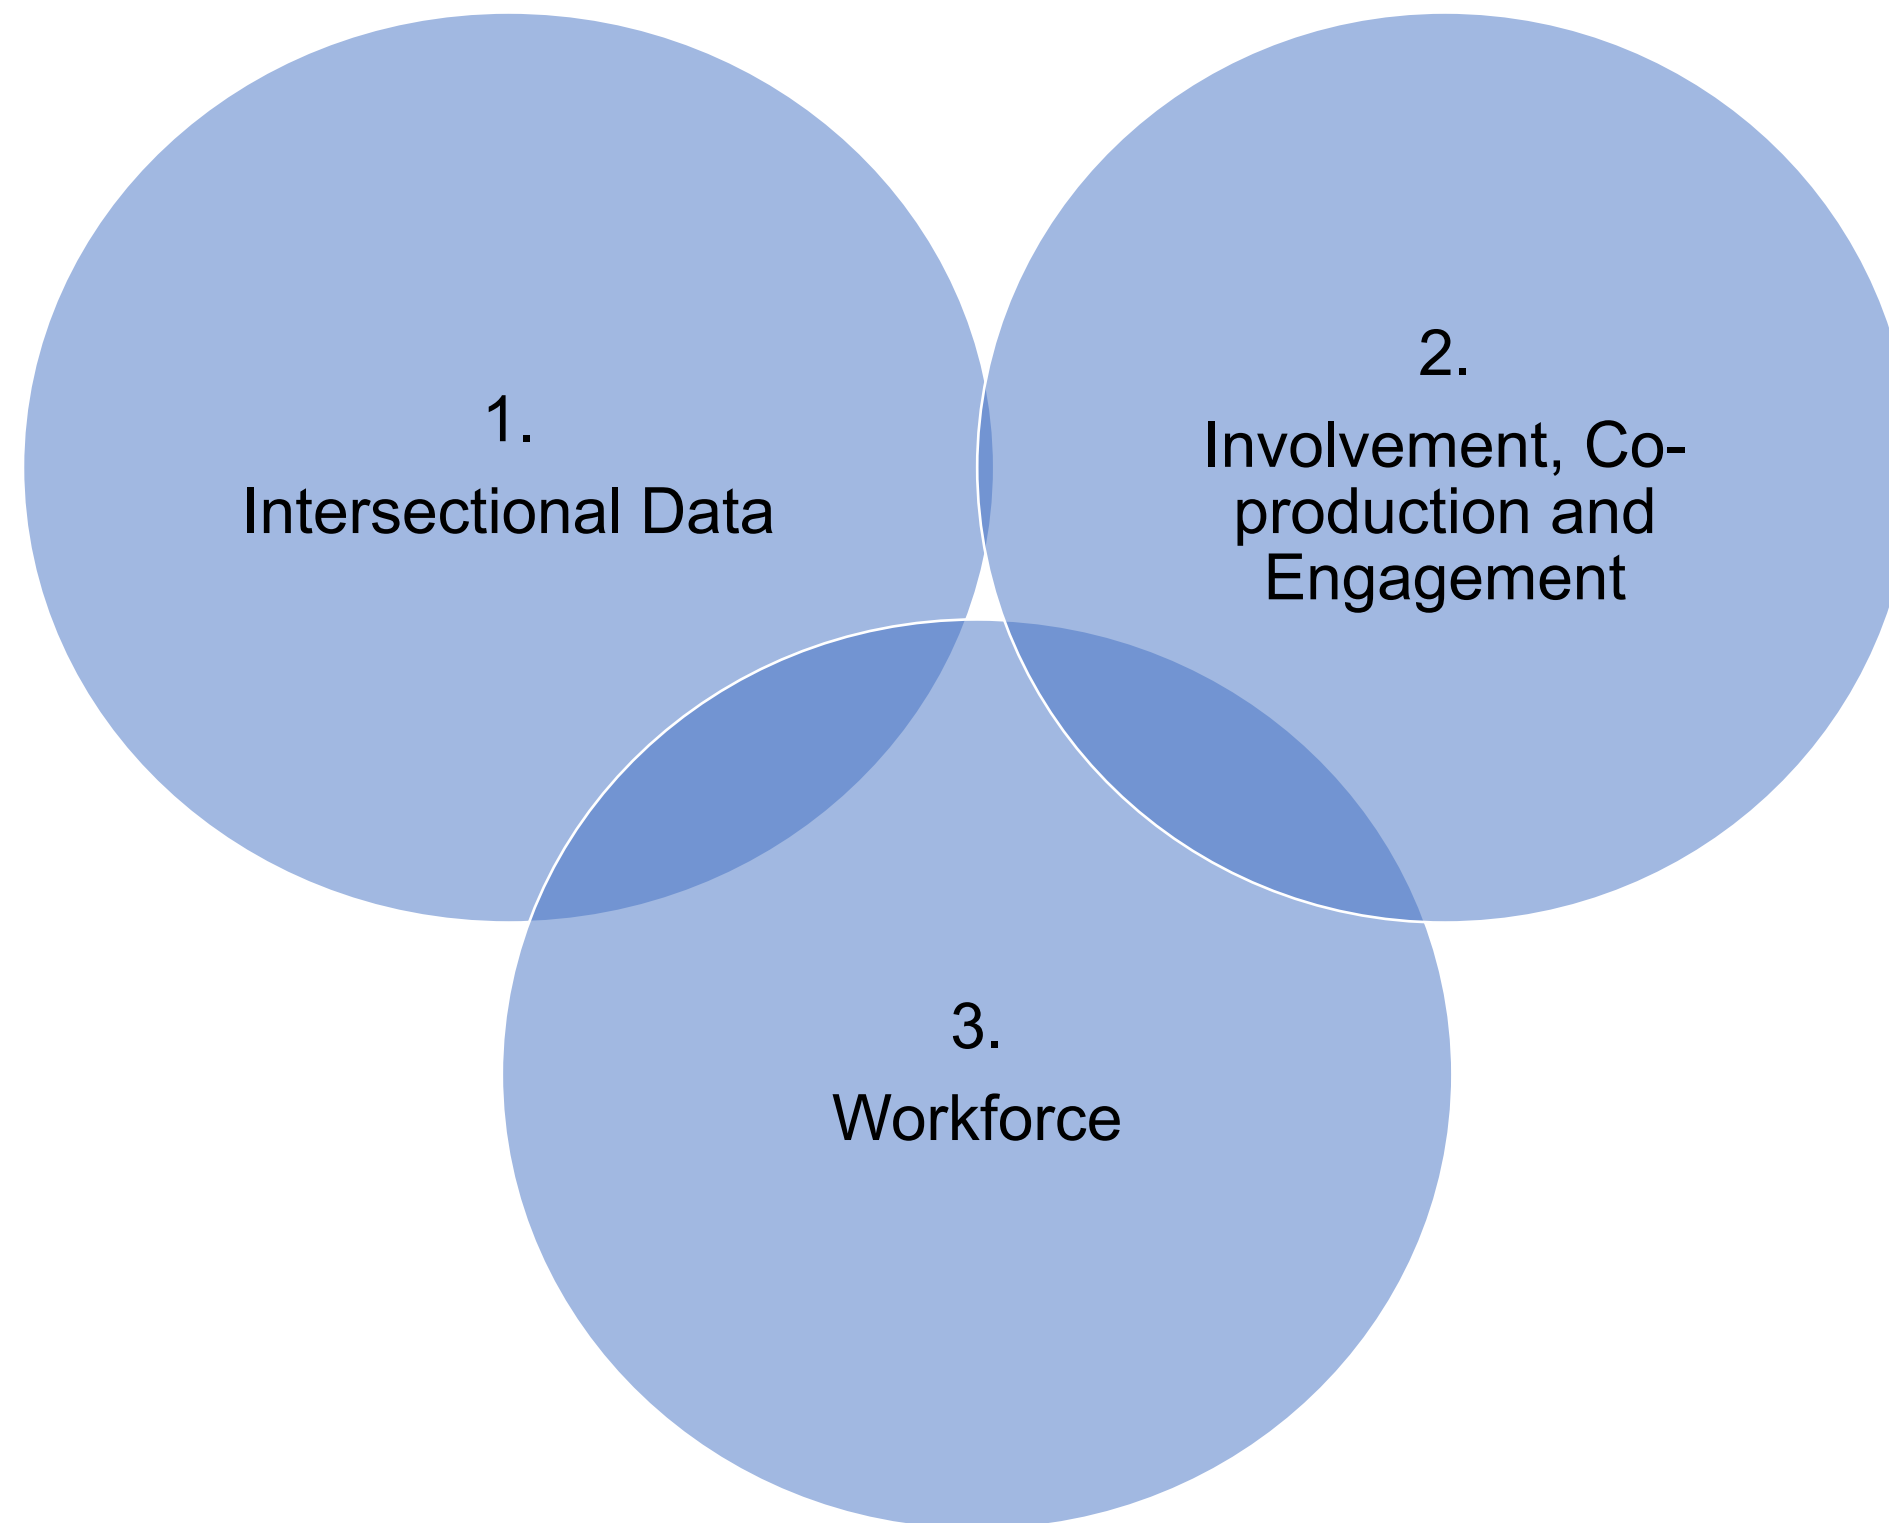 1.
Intersectional Data
2.
Involvement, Co-
production and
Engagement
3.
Workforce